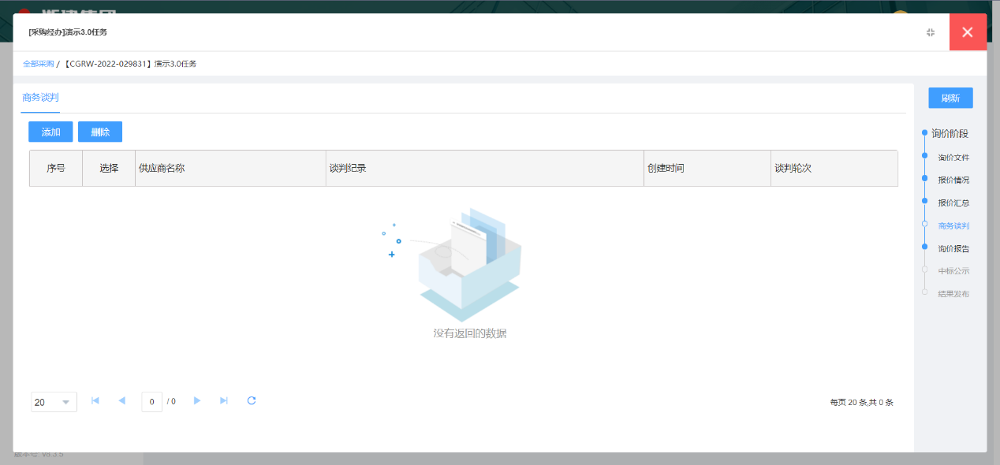 [采购经办]演示3.0任务
全部采购 / 【CGRW-2022-029831】演示3.0任务
商务谈判
刷新
添加 删除
序号 选择 供应商名称 谈判纪录 创建时间 谈判轮次
询价阶段
询价文件
报价情况
报价汇总
商务谈判
询价报告
中标公示
结果发布
没有返回的数据
20 0 / 0 每页 20 条,共 0 条